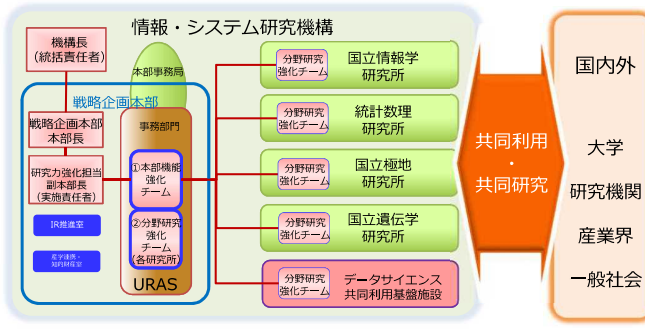 情報・システム研究機構
機構長
（統括責任者）
本部事務局
戦略企画本部
戦略企画本部
本部長
事務部門
研究力強化担当
副本部長
（実施責任者）
①本部機能
強化
チーム
IR推進室
産学連携・
知的財産室
②分野研究
強化
チーム
（各研究所）
URAS
分野研究
強化チーム
国立情報学
研究所
分野研究
強化チーム
統計数理
研究所
分野研究
強化チーム
国立極地
研究所
分野研究
強化チーム
国立遺伝学
研究所
分野研究
強化チーム
データサイエンス
共同利用基盤施設
共同利用
・
共同研究
国内外
大学
研究機関
産業界
一般社会